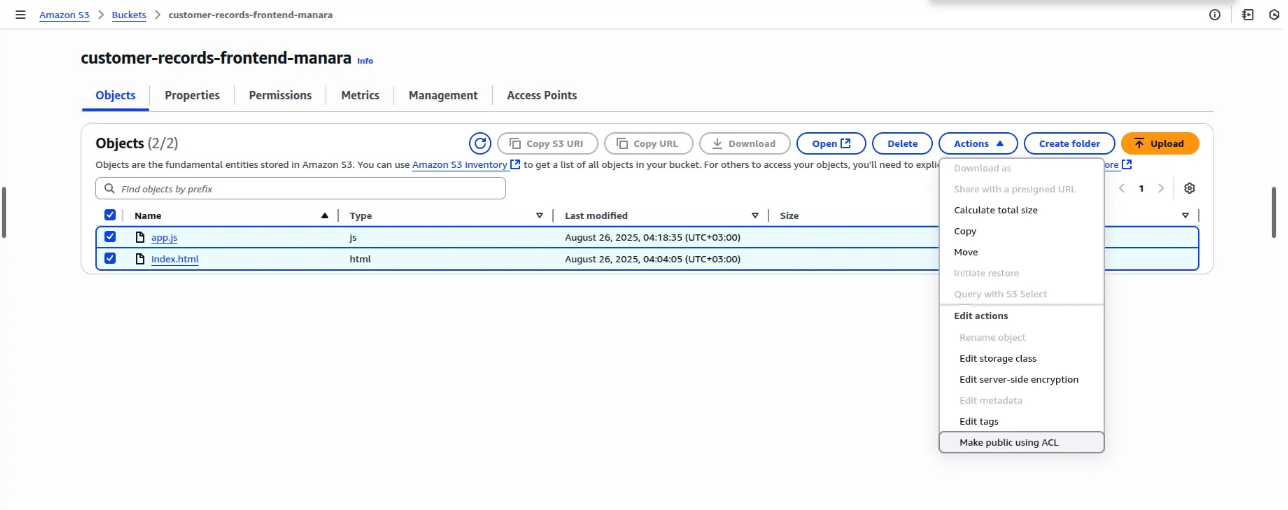 Amazon S3 > Buckets > customer-records-frontend-manara
customer-records-frontend-manara Info
Objects Properties Permissions Metrics Management Access Points
Objects (2/2) Copy S3 URI Copy URL Download Open Delete Actions Create folder Upload
Objects are the fundamental entities stored in Amazon S3. You can use Amazon S3 inventory to get a list of all objects in your bucket. For others to access your objects, you'll need to
Find objects by prefix 1
Name Type Last modified Size
app.js js August 26, 2025, 04:18:35 (UTC+03:00)
index.html html August 26, 2025, 04:04:05 (UTC+03:00)
Download as
Share with a presigned URL
Calculate total size
Copy
Move
Initiate restore
Query with S3 Select
Edit actions
Rename object
Edit storage class
Edit server-side encryption
Edit metadata
Edit tags
Make public using ACL